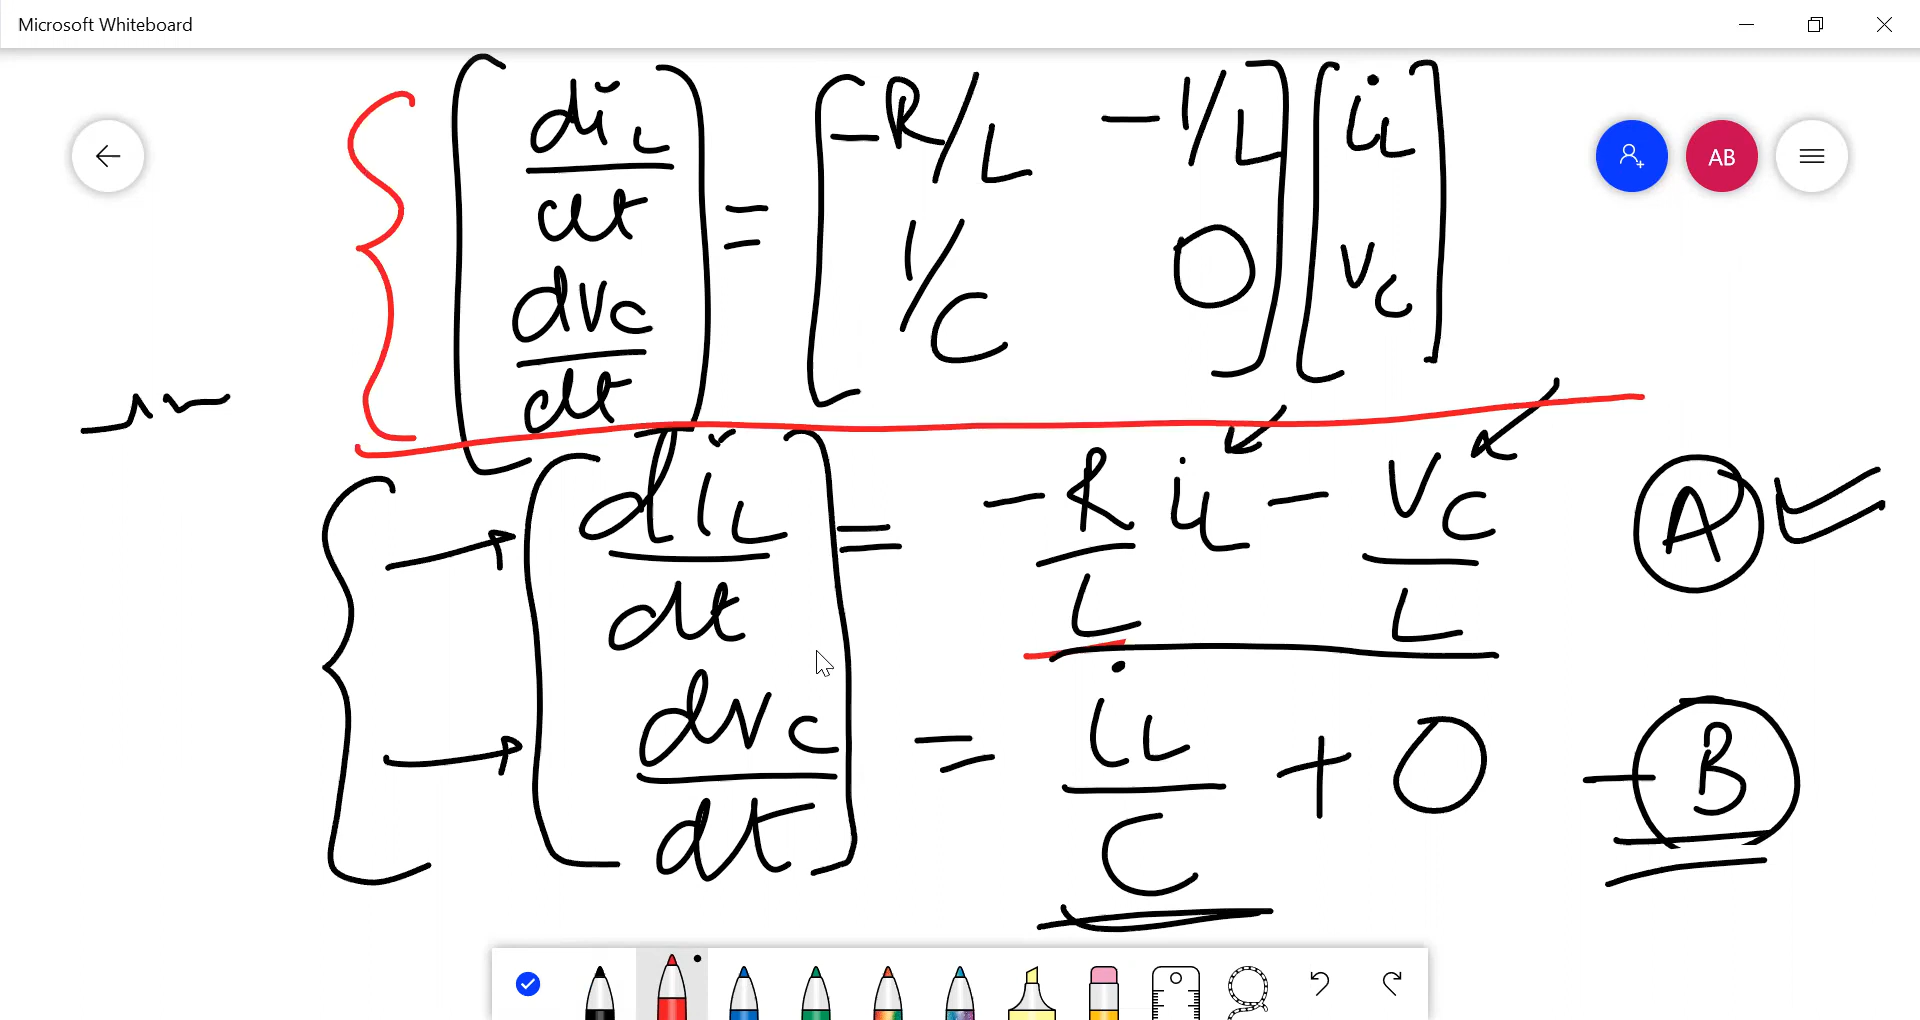 Microsoft Whiteboard
AB
[diL/dt] = [-R/L -1/L] [iL]
[dvc/dt] [1/C 0] [vc]
diL/dt = -R/L iL - Vc/L (A)
dvc/dt = iL/C + 0 - (B)